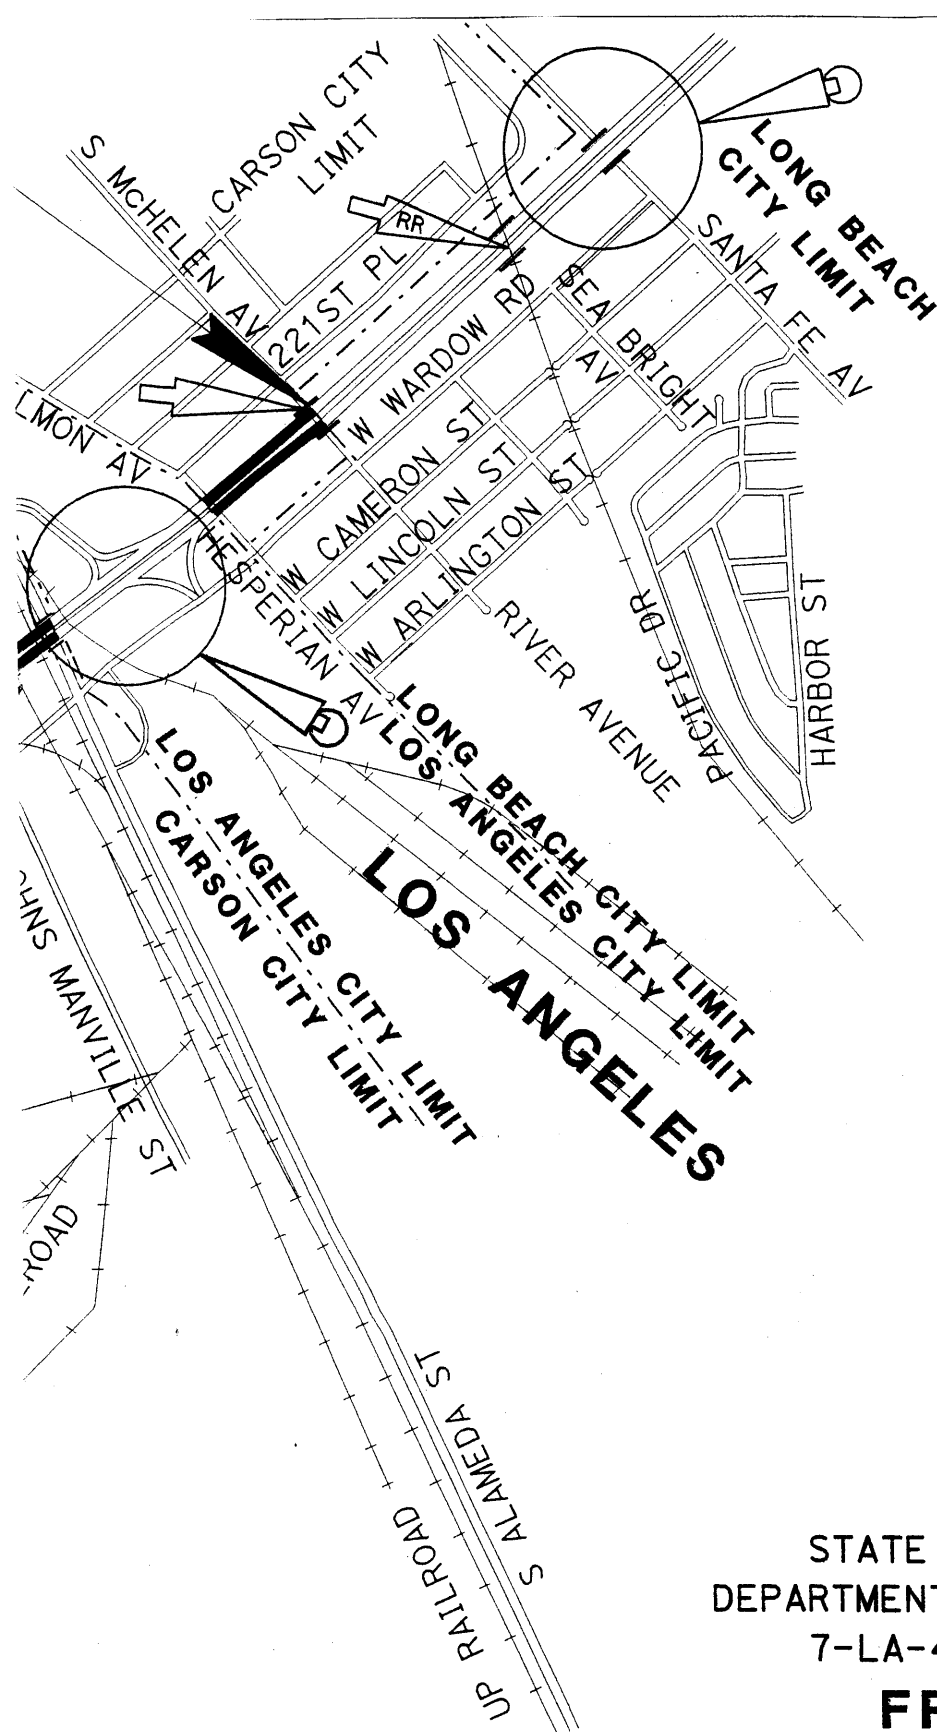 CARSON CITY
LIMIT
S McHELEN AV
RR
LONG BEACH
CITY LIMIT
SANTA FE AV
221ST PL
W WARDOW RD
SEA BRIGHT
AV
LMON AV
W CAMERON ST
W LINCOLN ST
W ARLINGTON ST
HESPERIAN AV
RIVER AVENUE
PACIFIC DR
HARBOR ST
LONG BEACH CITY LIMIT
LOS ANGELES CITY LIMIT
LOS ANGELES CITY LIMIT
CARSON CITY LIMIT
LOS ANGELES
OHNS MANVILLE ST
ROAD
S ALAMEDA ST
UP RAILROAD
STATE
DEPARTMENT
7-LA-4